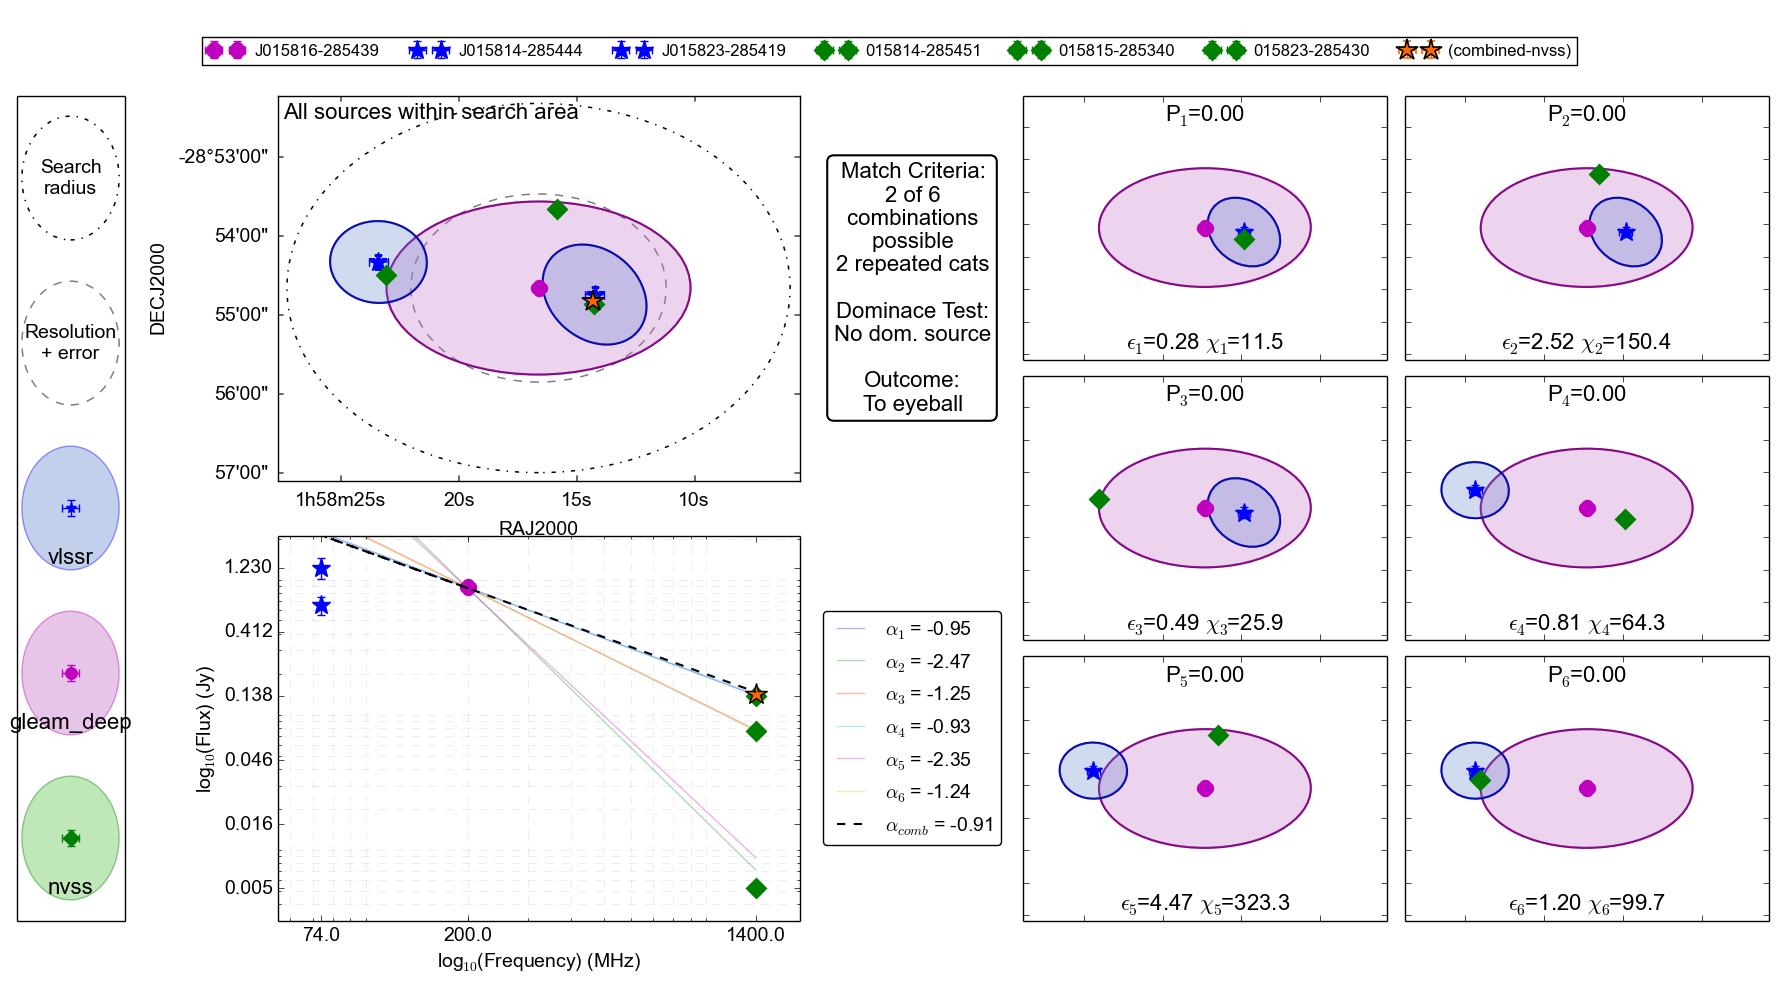 J015816-285439 J015814-285444 J015823-285419 015814-285451 015815-285340 015823-285430 (combined-nvss)
Search
radius
Resolution
+ error
vlssr
gleam_deep
nvss
All sources within search area
DECJ2000
-28°53'00"
54'00"
55'00"
56'00"
57'00"
1h58m25s 20s 15s 10s
RAJ2000
Match Criteria:
2 of 6
combinations
possible
2 repeated cats
Dominace Test:
No dom. source
Outcome:
To eyeball
log₁₀(Flux) (Jy)
1.230
0.412
0.138
0.046
0.016
0.005
74.0 200.0 1400.0
log₁₀(Frequency) (MHz)
α₁ = -0.95
α₂ = -2.47
α₃ = -1.25
α₄ = -0.93
α₅ = -2.35
α₆ = -1.24
α_comb = -0.91
P₁=0.00
ϵ₁=0.28 χ₁=11.5
P₂=0.00
ϵ₂=2.52 χ₂=150.4
P₃=0.00
ϵ₃=0.49 χ₃=25.9
P₄=0.00
ϵ₄=0.81 χ₄=64.3
P₅=0.00
ϵ₅=4.47 χ₅=323.3
P₆=0.00
ϵ₆=1.20 χ₆=99.7